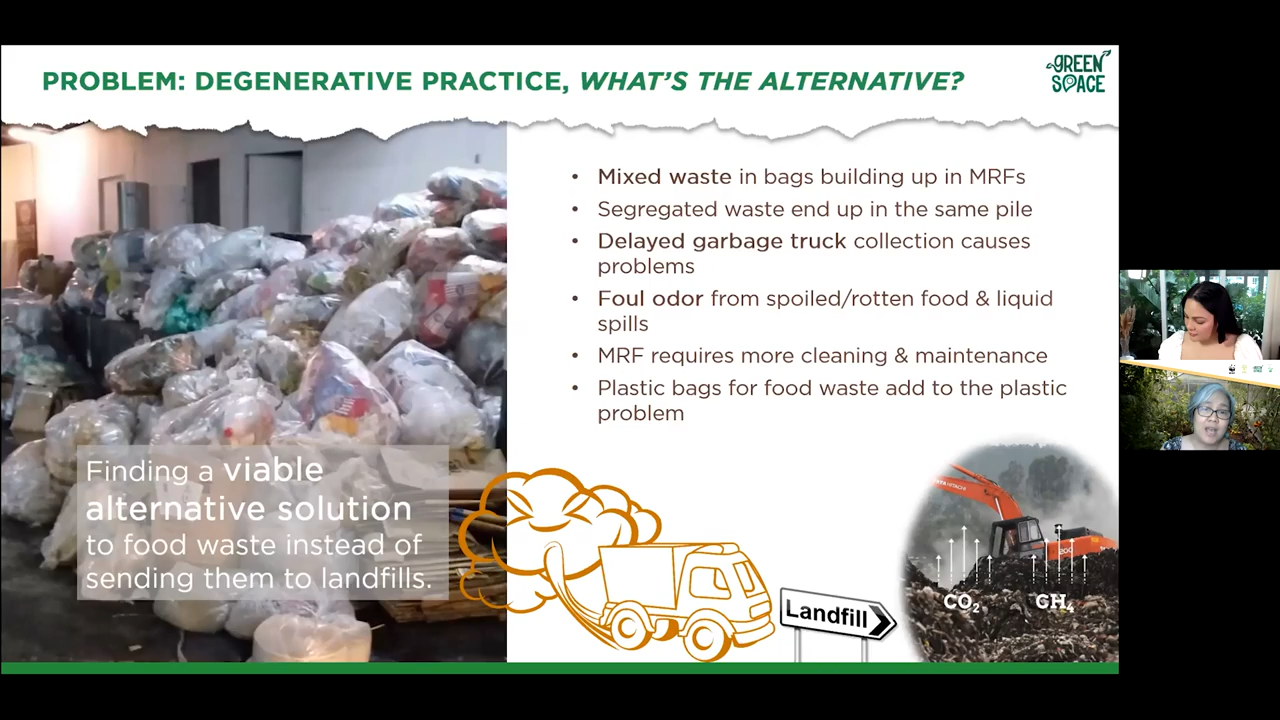 PROBLEM: DEGENERATIVE PRACTICE, WHAT'S THE ALTERNATIVE?
GREEN
SPACE
• Mixed waste in bags building up in MRFs
• Segregated waste end up in the same pile
• Delayed garbage truck collection causes
problems
• Foul odor from spoiled/rotten food & liquid
spills
• MRF requires more cleaning & maintenance
• Plastic bags for food waste add to the plastic
problem
Finding a viable
alternative solution
to food waste instead of
sending them to landfills.
Landfill
HITACHI
200
CO2
GH4